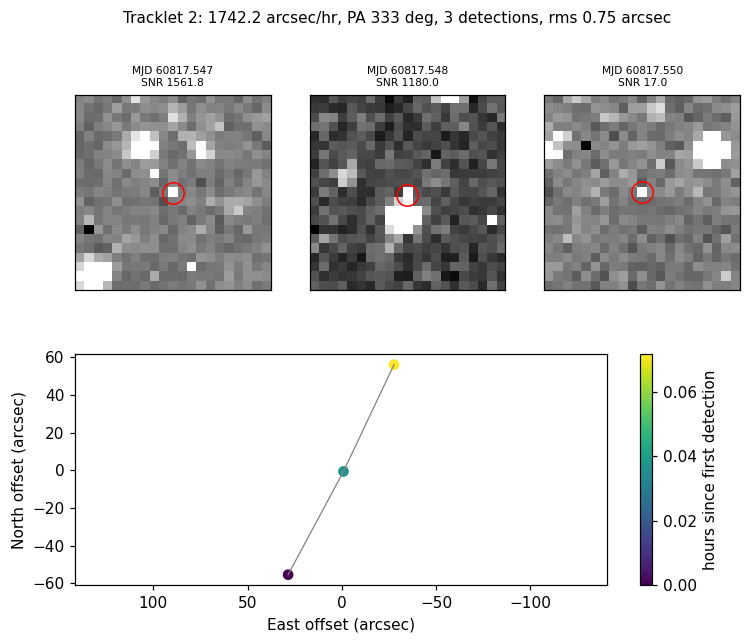 Tracklet 2: 1742.2 arcsec/hr, PA 333 deg, 3 detections, rms 0.75 arcsec
MJD 60817.547
SNR 1561.8
MJD 60817.548
SNR 1180.0
MJD 60817.550
SNR 17.0
60
40
20
0
−20
−40
−60
North offset (arcsec)
100
50
0
−50
−100
East offset (arcsec)
0.06
0.04
0.02
0.00
hours since first detection